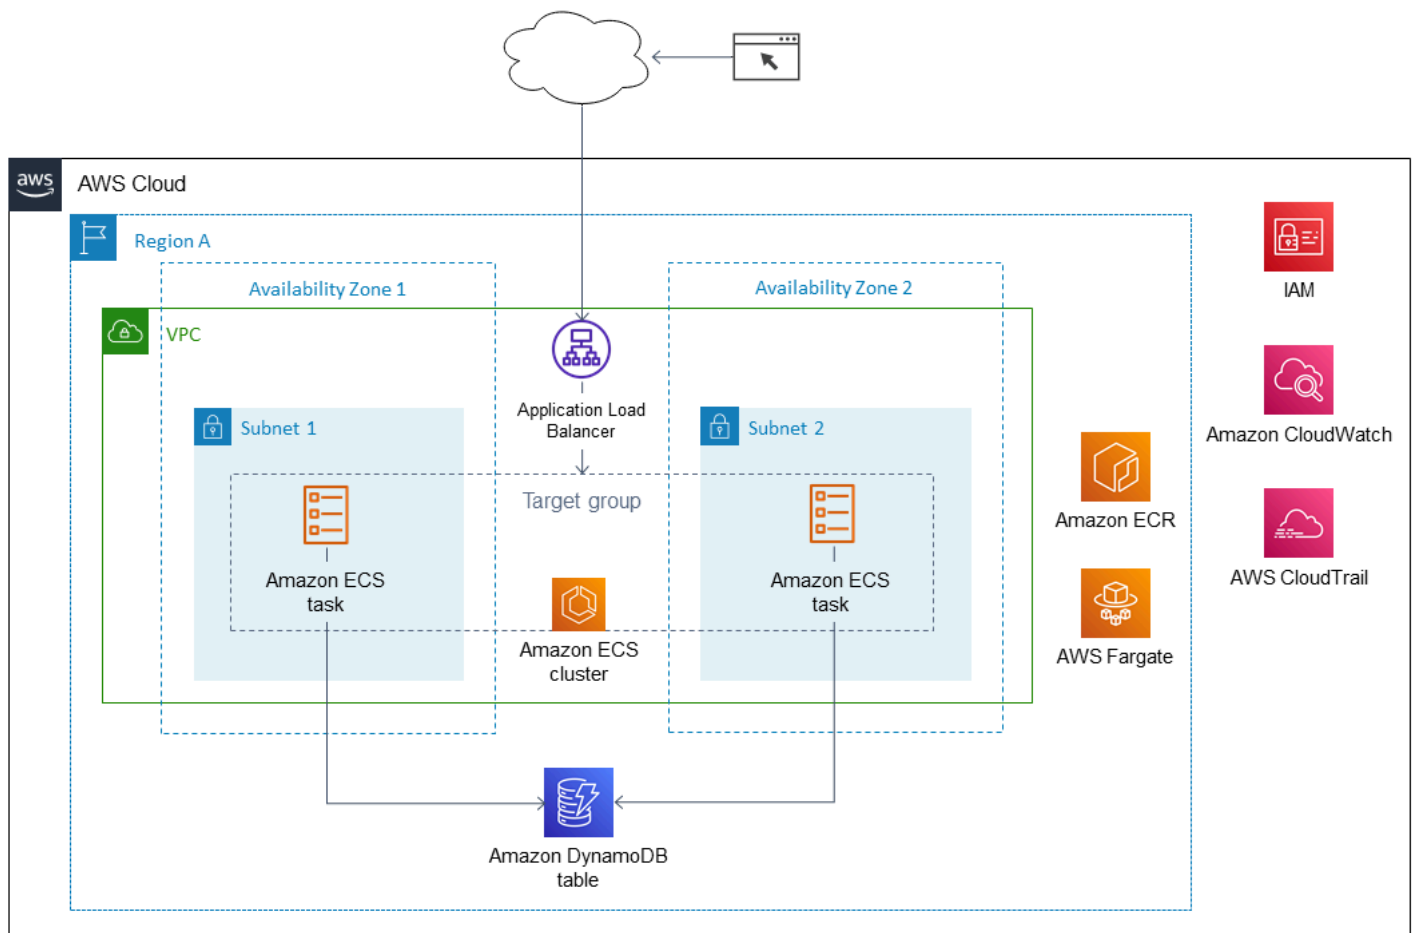 aws
AWS Cloud
Region A
IAM
Availability Zone 1
Availability Zone 2
VPC
Amazon CloudWatch
Application Load
Balancer
Subnet 1
Subnet 2
Target group
Amazon ECR
Amazon ECS
task
Amazon ECS
task
AWS CloudTrail
Amazon ECS
cluster
AWS Fargate
Amazon DynamoDB
table